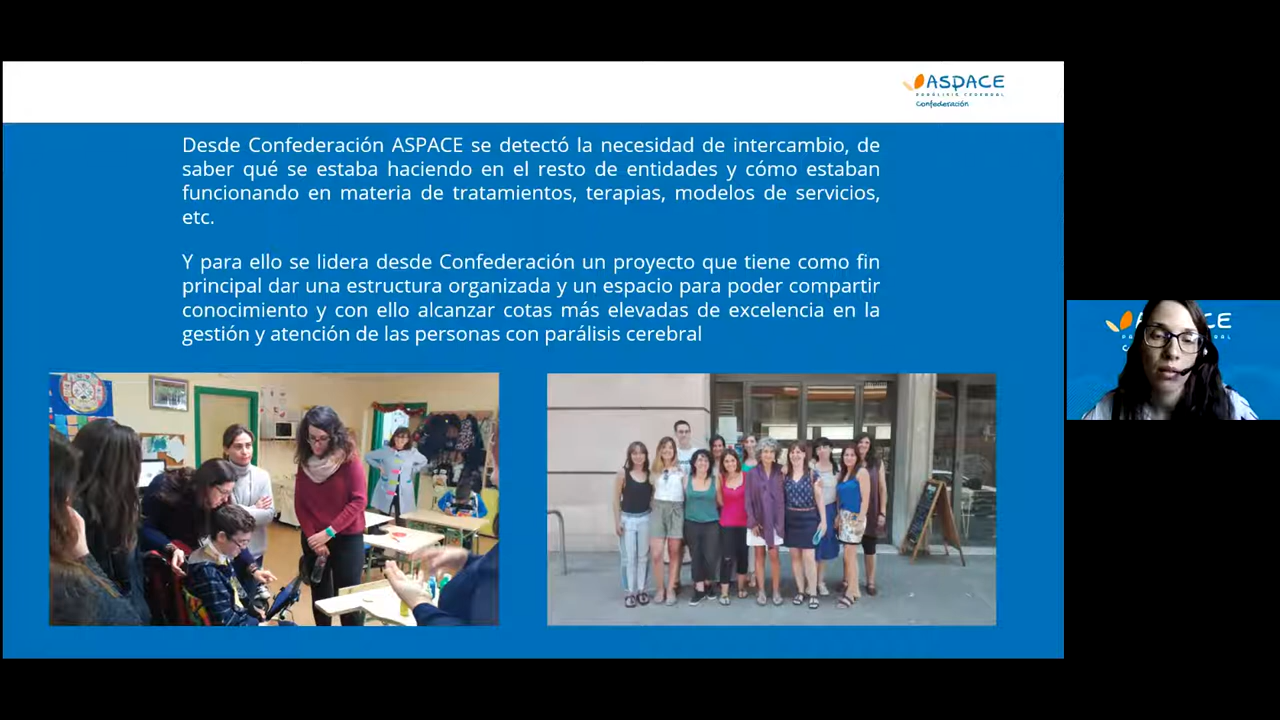 ASPACE
PARÁLISIS CEREBRAL
Confederación
Desde Confederación ASPACE se detectó la necesidad de intercambio, de
saber qué se estaba haciendo en el resto de entidades y cómo estaban
funcionando en materia de tratamientos, terapias, modelos de servicios,
etc.
Y para ello se lidera desde Confederación un proyecto que tiene como fin
principal dar una estructura organizada y un espacio para poder compartir
conocimiento y con ello alcanzar cotas más elevadas de excelencia en la
gestión y atención de las personas con parálisis cerebral